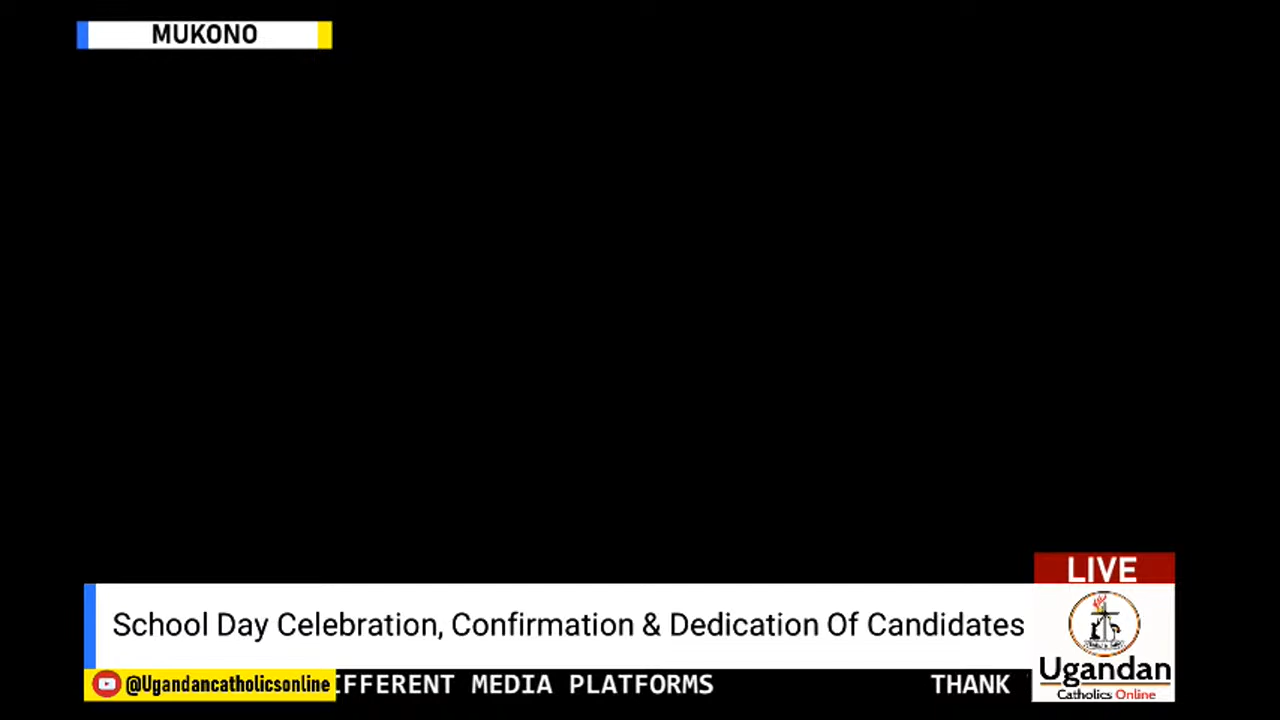 MUKONO
LIVE
School Day Celebration, Confirmation & Dedication Of Candidates
Ugandan
Catholics Online
@Ugandancatholicsonline IFFERENT MEDIA PLATFORMS THANK